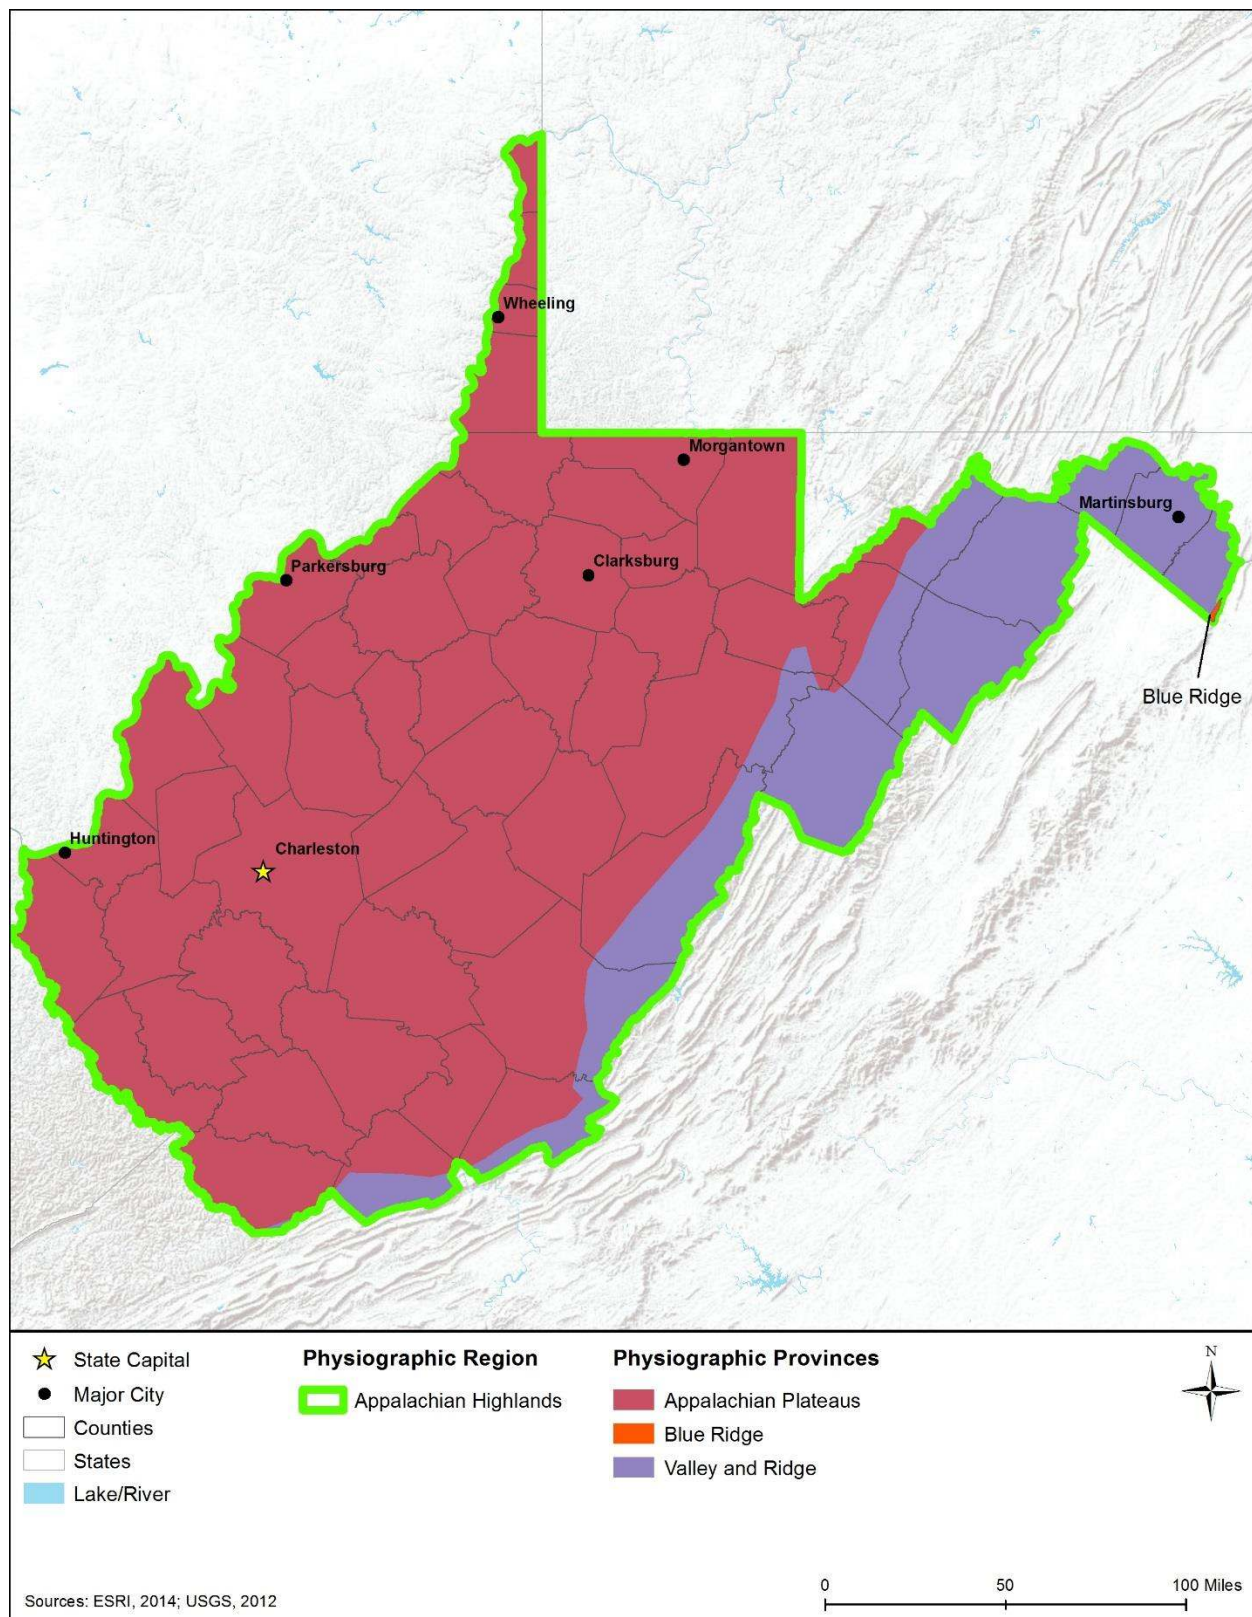 Wheeling
Morgantown
Martinsburg
Parkersburg
Clarksburg
Blue Ridge
Huntington
Charleston
State Capital
Major City
Counties
States
Lake/River
Physiographic Region
Appalachian Highlands
Physiographic Provinces
Appalachian Plateaus
Blue Ridge
Valley and Ridge
N
Sources: ESRI, 2014; USGS, 2012
0 50 100 Miles